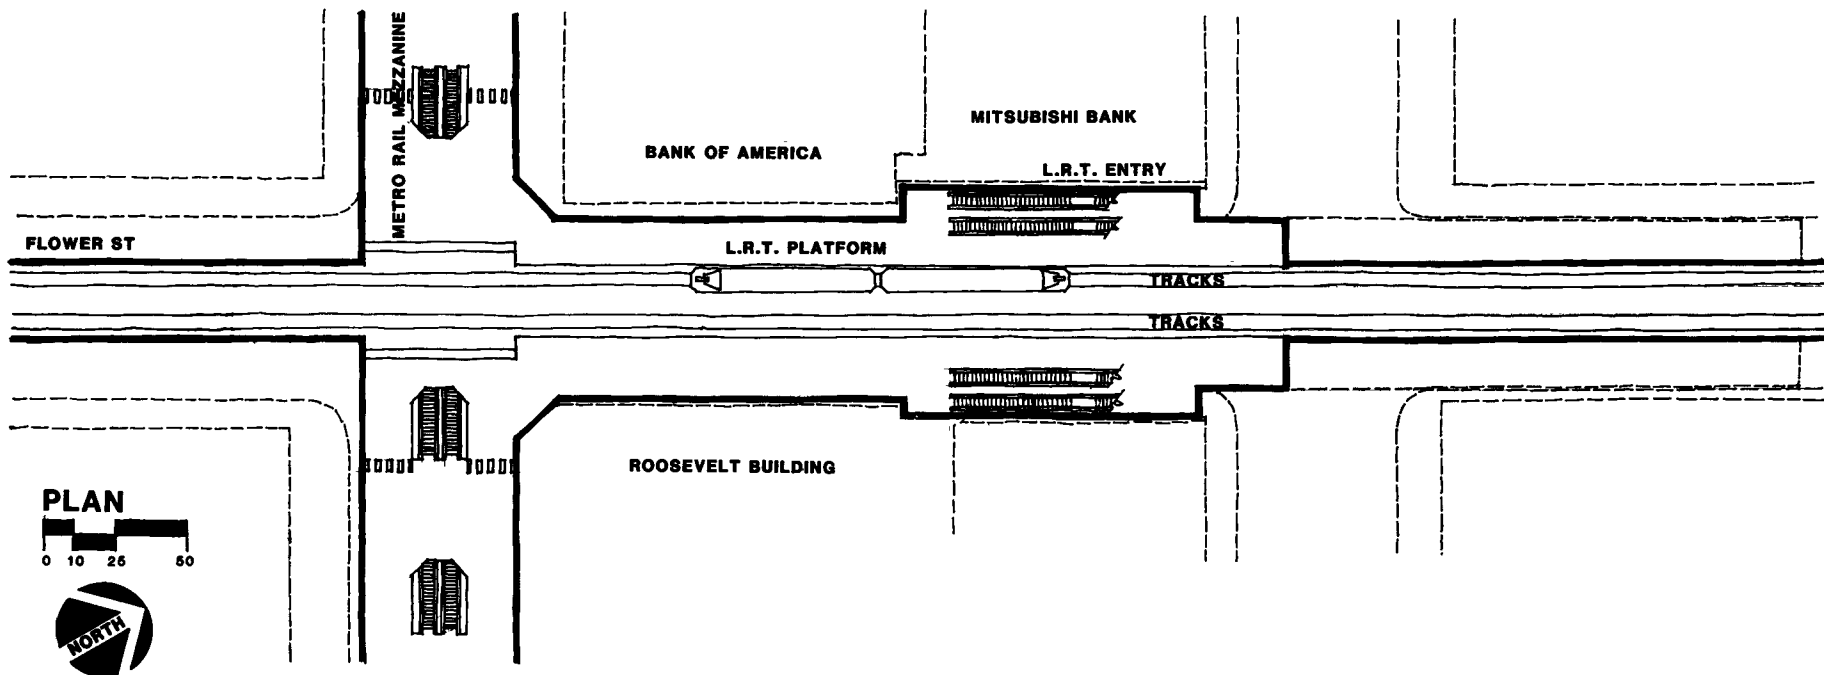 METRO RAIL MEZZANINE
MITSUBISHI BANK
BANK OF AMERICA
L.R.T. ENTRY
FLOWER ST
L.R.T. PLATFORM
TRACKS
TRACKS
ROOSEVELT BUILDING
PLAN
0 10 25 50
NORTH